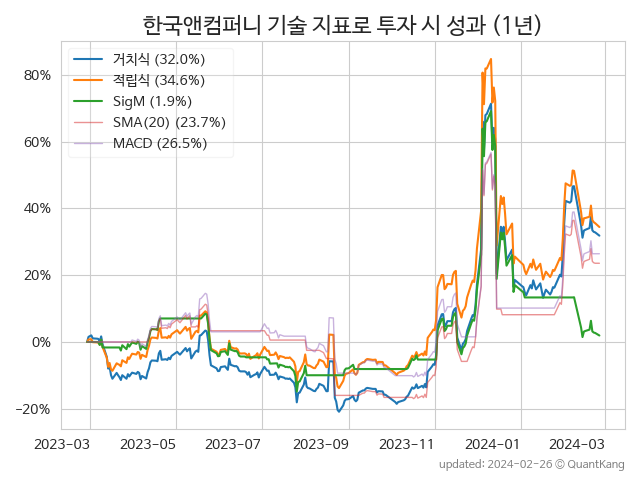 한국앤컴퍼니 기술 지표로 투자 시 성과 (1년)
거치식 (32.0%)
적립식 (34.6%)
SigM (1.9%)
SMA(20) (23.7%)
MACD (26.5%)
80%
60%
40%
20%
0%
−20%
2023−03 2023−05 2023−07 2023−09 2023−11 2024−01 2024−03
updated: 2024-02-26 © QuantKang